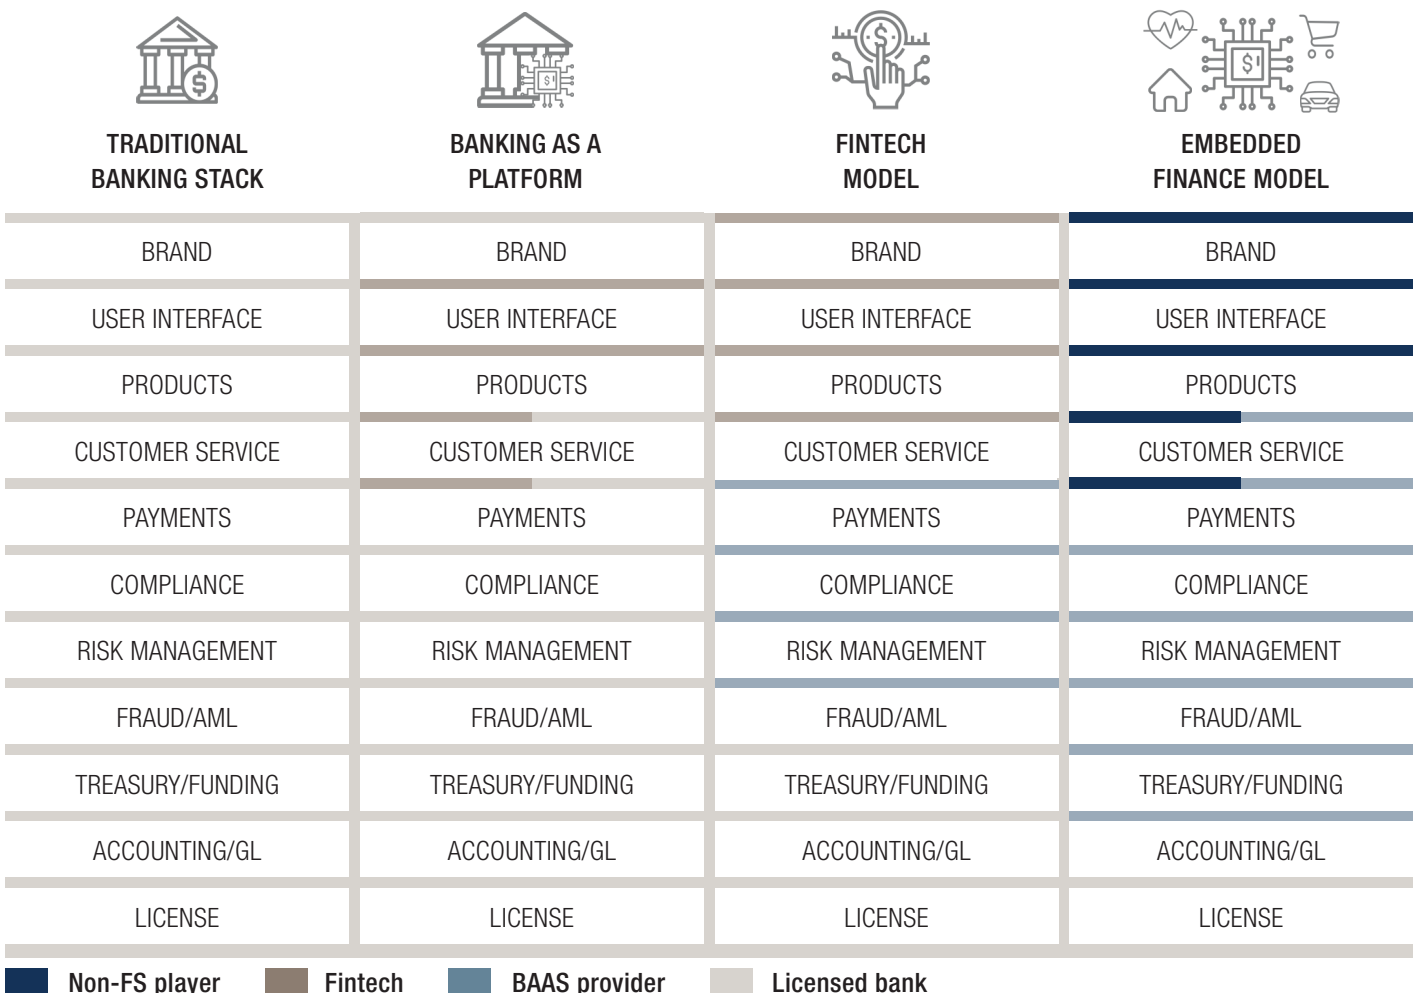 TRADITIONAL
BANKING STACK
BANKING AS A
PLATFORM
FINTECH
MODEL
EMBEDDED
FINANCE MODEL
BRAND BRAND BRAND BRAND
USER INTERFACE USER INTERFACE USER INTERFACE USER INTERFACE
PRODUCTS PRODUCTS PRODUCTS PRODUCTS
CUSTOMER SERVICE CUSTOMER SERVICE CUSTOMER SERVICE CUSTOMER SERVICE
PAYMENTS PAYMENTS PAYMENTS PAYMENTS
COMPLIANCE COMPLIANCE COMPLIANCE COMPLIANCE
RISK MANAGEMENT RISK MANAGEMENT RISK MANAGEMENT RISK MANAGEMENT
FRAUD/AML FRAUD/AML FRAUD/AML FRAUD/AML
TREASURY/FUNDING TREASURY/FUNDING TREASURY/FUNDING TREASURY/FUNDING
ACCOUNTING/GL ACCOUNTING/GL ACCOUNTING/GL ACCOUNTING/GL
LICENSE LICENSE LICENSE LICENSE
Non-FS player Fintech BAAS provider Licensed bank